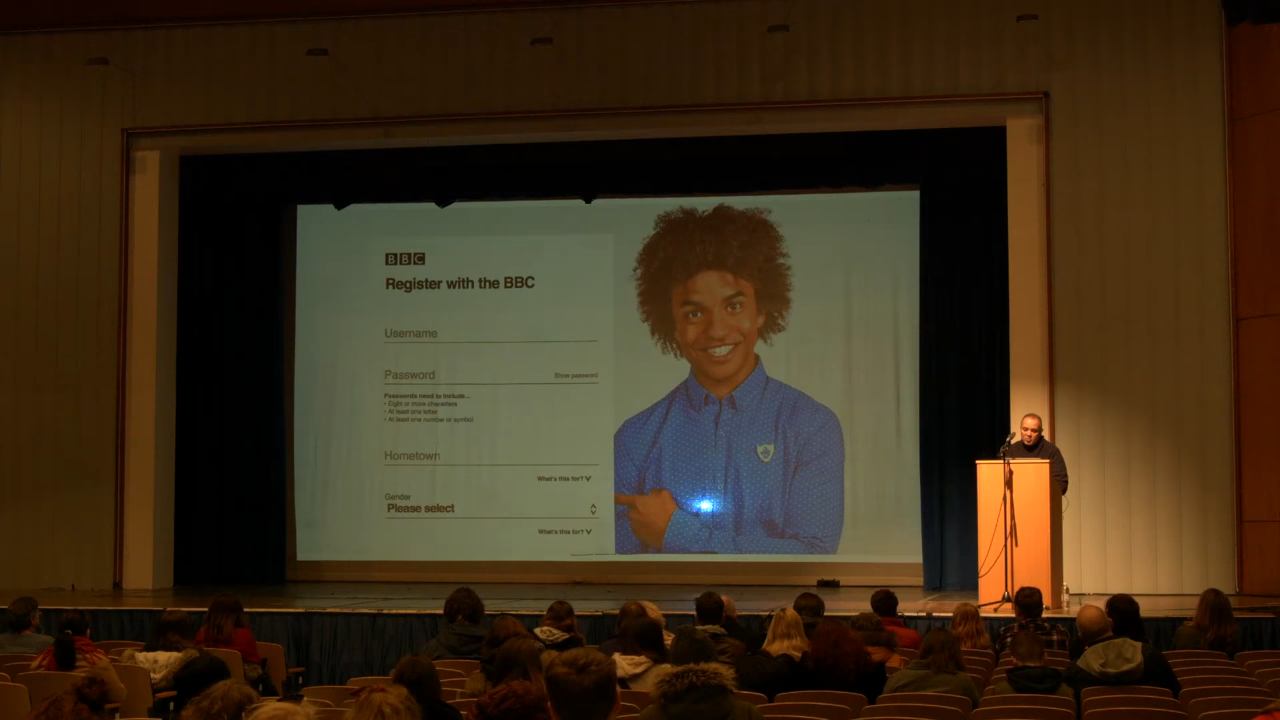 BBC
Register with the BBC
Username
Password
Show password
Passwords need to include...
• Eight or more characters
• At least one letter
• At least one number or symbol
Hometown
What's this for?
Gender
Please select
What's this for?